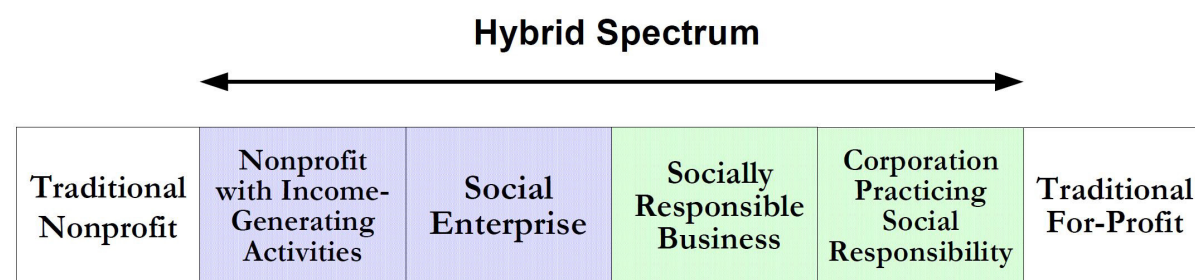 Hybrid Spectrum
Traditional
Nonprofit
Nonprofit
with Income-
Generating
Activities
Social
Enterprise
Socially
Responsible
Business
Corporation
Practicing
Social
Responsibility
Traditional
For-Profit